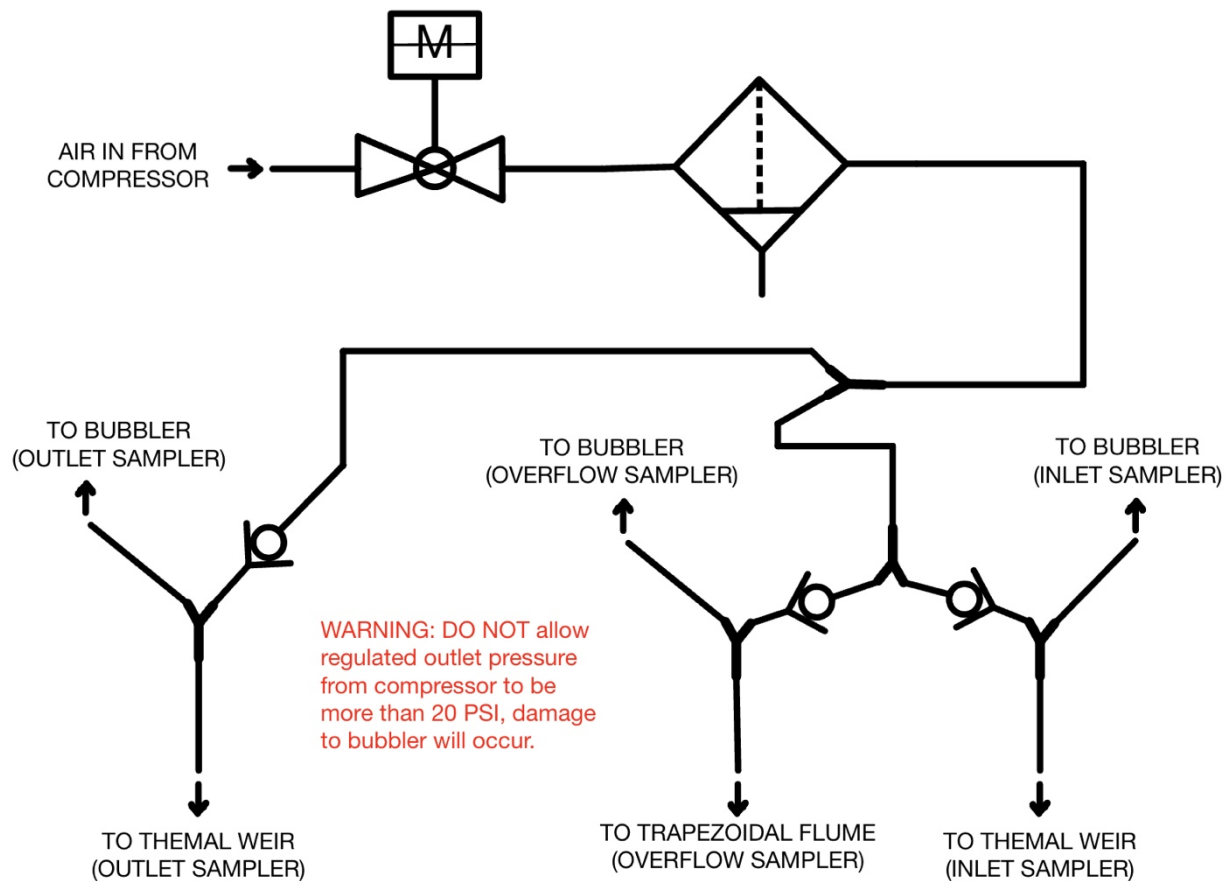 M
AIR IN FROM
COMPRESSOR
TO BUBBLER
(OUTLET SAMPLER)
TO BUBBLER
(OVERFLOW SAMPLER)
TO BUBBLER
(INLET SAMPLER)
WARNING: DO NOT allow
regulated outlet pressure
from compressor to be
more than 20 PSI, damage
to bubbler will occur.
TO THEMAL WEIR
(OUTLET SAMPLER)
TO TRAPEZOIDAL FLUME
(OVERFLOW SAMPLER)
TO THEMAL WEIR
(INLET SAMPLER)